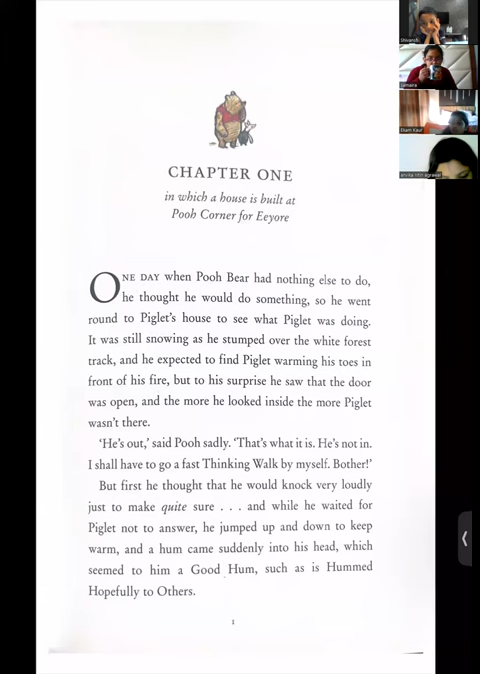 CHAPTER ONE
in which a house is built at
Pooh Corner for Eeyore
ONE DAY when Pooh Bear had nothing else to do,
he thought he would do something, so he went
round to Piglet's house to see what Piglet was doing.
It was still snowing as he stumped over the white forest
track, and he expected to find Piglet warming his toes in
front of his fire, but to his surprise he saw that the door
was open, and the more he looked inside the more Piglet
wasn't there.
‘He's out,’ said Pooh sadly. ‘That's what it is. He's not in.
I shall have to go a fast Thinking Walk by myself. Bother!’
But first he thought that he would knock very loudly
just to make quite sure . . . and while he waited for
Piglet not to answer, he jumped up and down to keep
warm, and a hum came suddenly into his head, which
seemed to him a Good Hum, such as is Hummed
Hopefully to Others.
1
Shivansh
samaira
Ekam Kaur